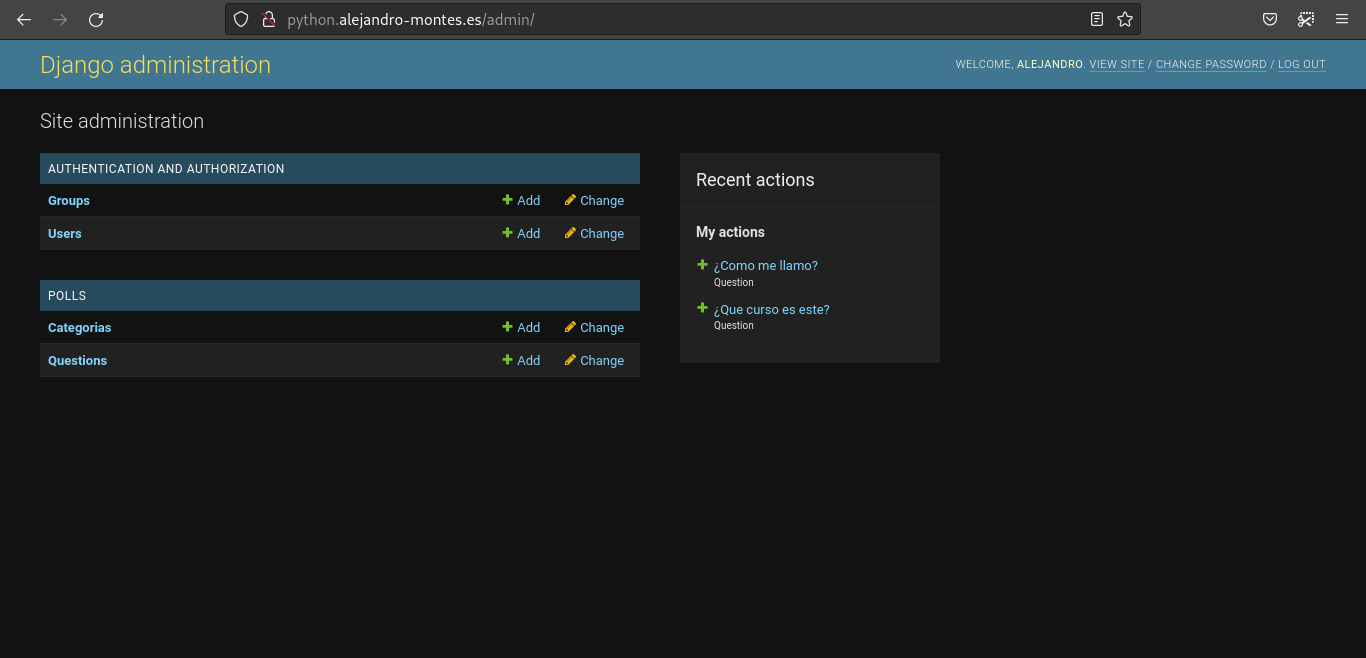 python.alejandro-montes.es/admin/
Django administration
WELCOME, ALEJANDRO. VIEW SITE / CHANGE PASSWORD / LOG OUT
Site administration
AUTHENTICATION AND AUTHORIZATION
Groups Add Change
Users Add Change
POLLS
Categorias Add Change
Questions Add Change
Recent actions
My actions
¿Como me llamo?
Question
¿Que curso es este?
Question